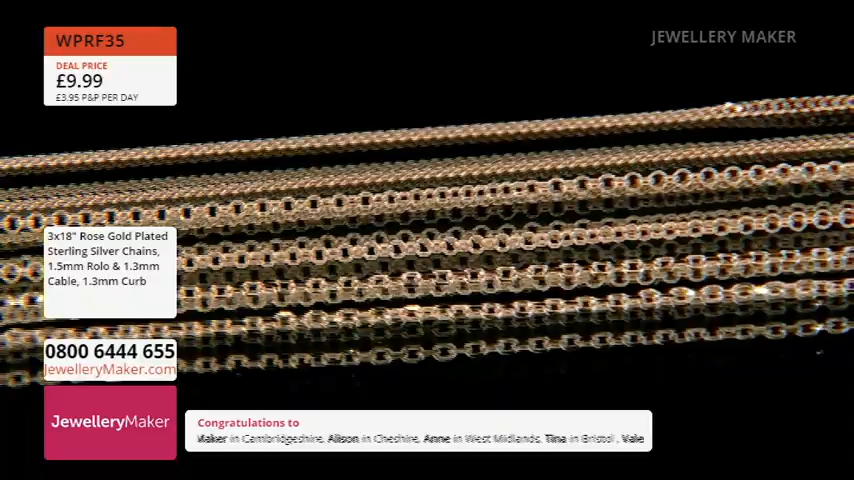 WPRF35
DEAL PRICE
£9.99
£3.95 P&P PER DAY
JEWELLERY MAKER
3x18" Rose Gold Plated
Sterling Silver Chains,
1.5mm Rolo & 1.3mm
Cable, 1.3mm Curb
0800 6444 655
JewelleryMaker.com
JewelleryMaker
Congratulations to
Maker in Cambridgeshire, Alison in Cheshire, Anne in West Midlands, Tina in Bristol , Vale